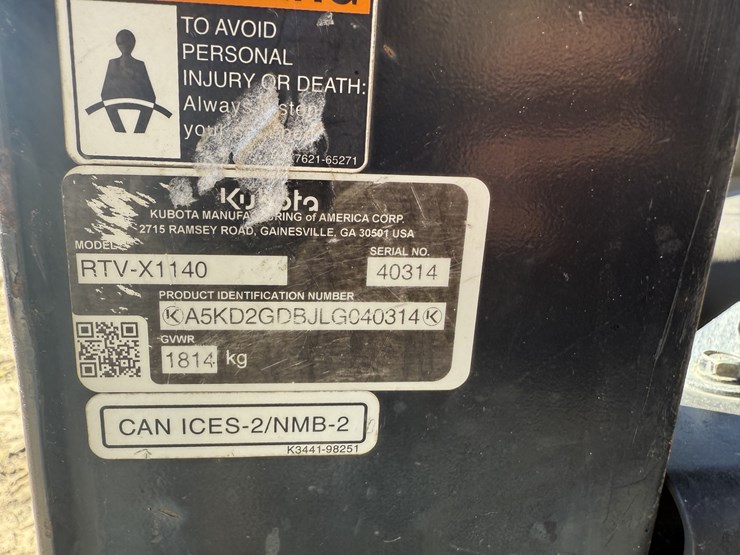 TO AVOID
PERSONAL
INJURY OR DEATH:
Always
7621-65271
Kubota
KUBOTA MANUFACTURING of AMERICA CORP.
2715 RAMSEY ROAD, GAINESVILLE, GA 30501 USA
MODEL
SERIAL NO.
RTV-X1140
40314
PRODUCT IDENTIFICATION NUMBER
A5KD2GDBJLG040314
GVWR
1814 kg
CAN ICES-2/NMB-2
K3441-98251